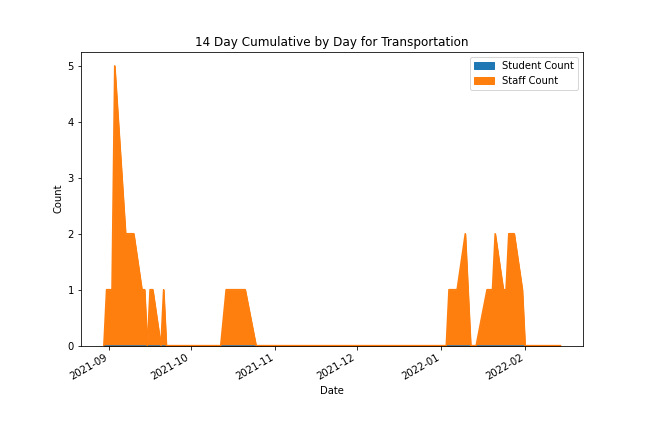 14 Day Cumulative by Day for Transportation
Student Count
Staff Count
Count
5
4
3
2
1
0
2021-09
2021-10
2021-11
2021-12
2022-01
2022-02
Date